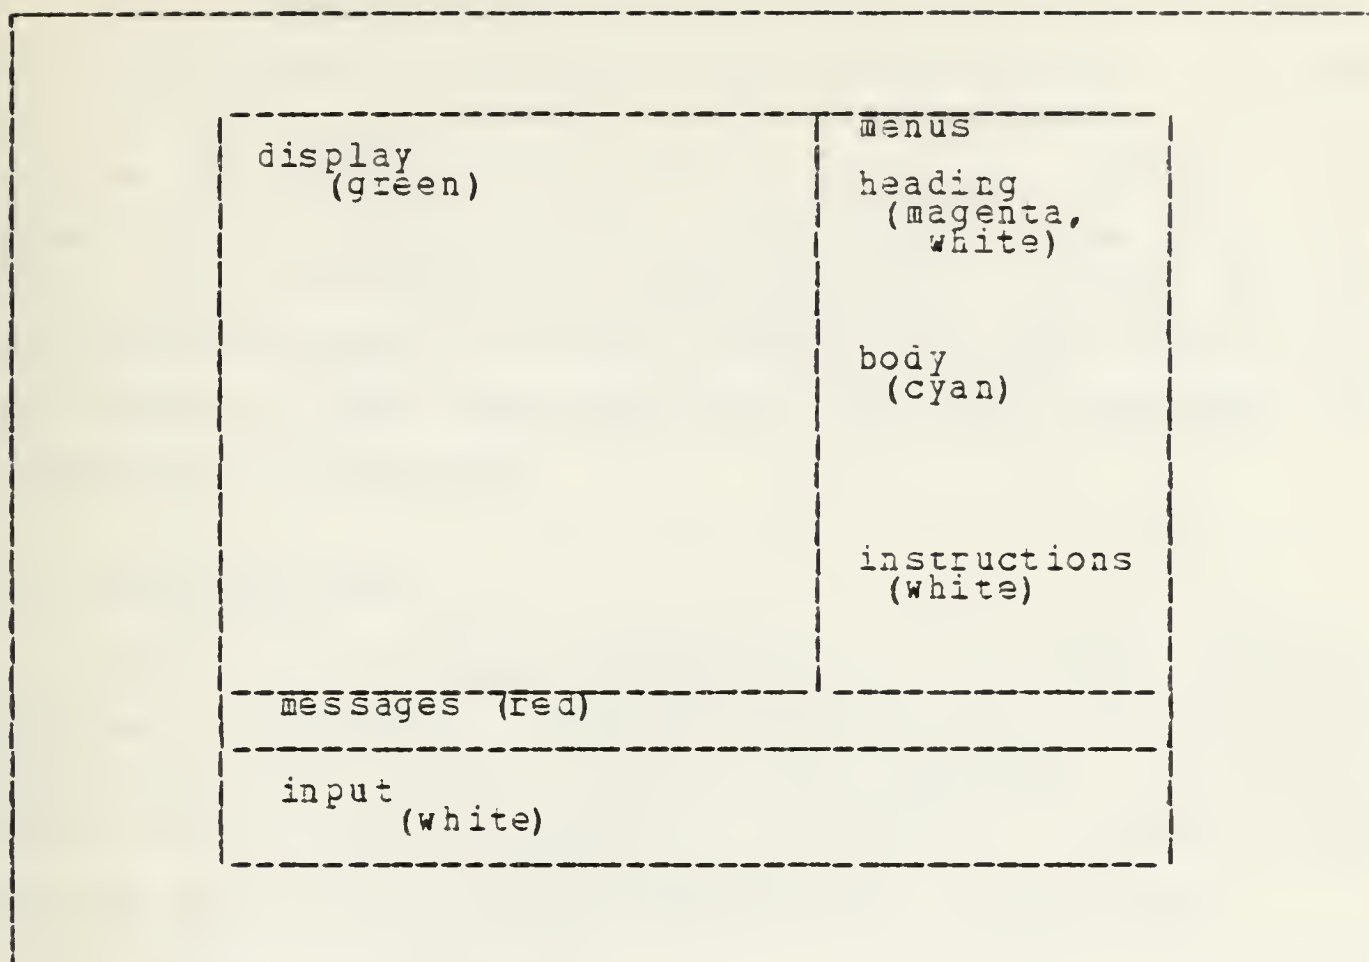 display
(green)
menus
heading
(magenta,
white)
body
(cyan)
instructions
(white)
messages (red)
input
(white)